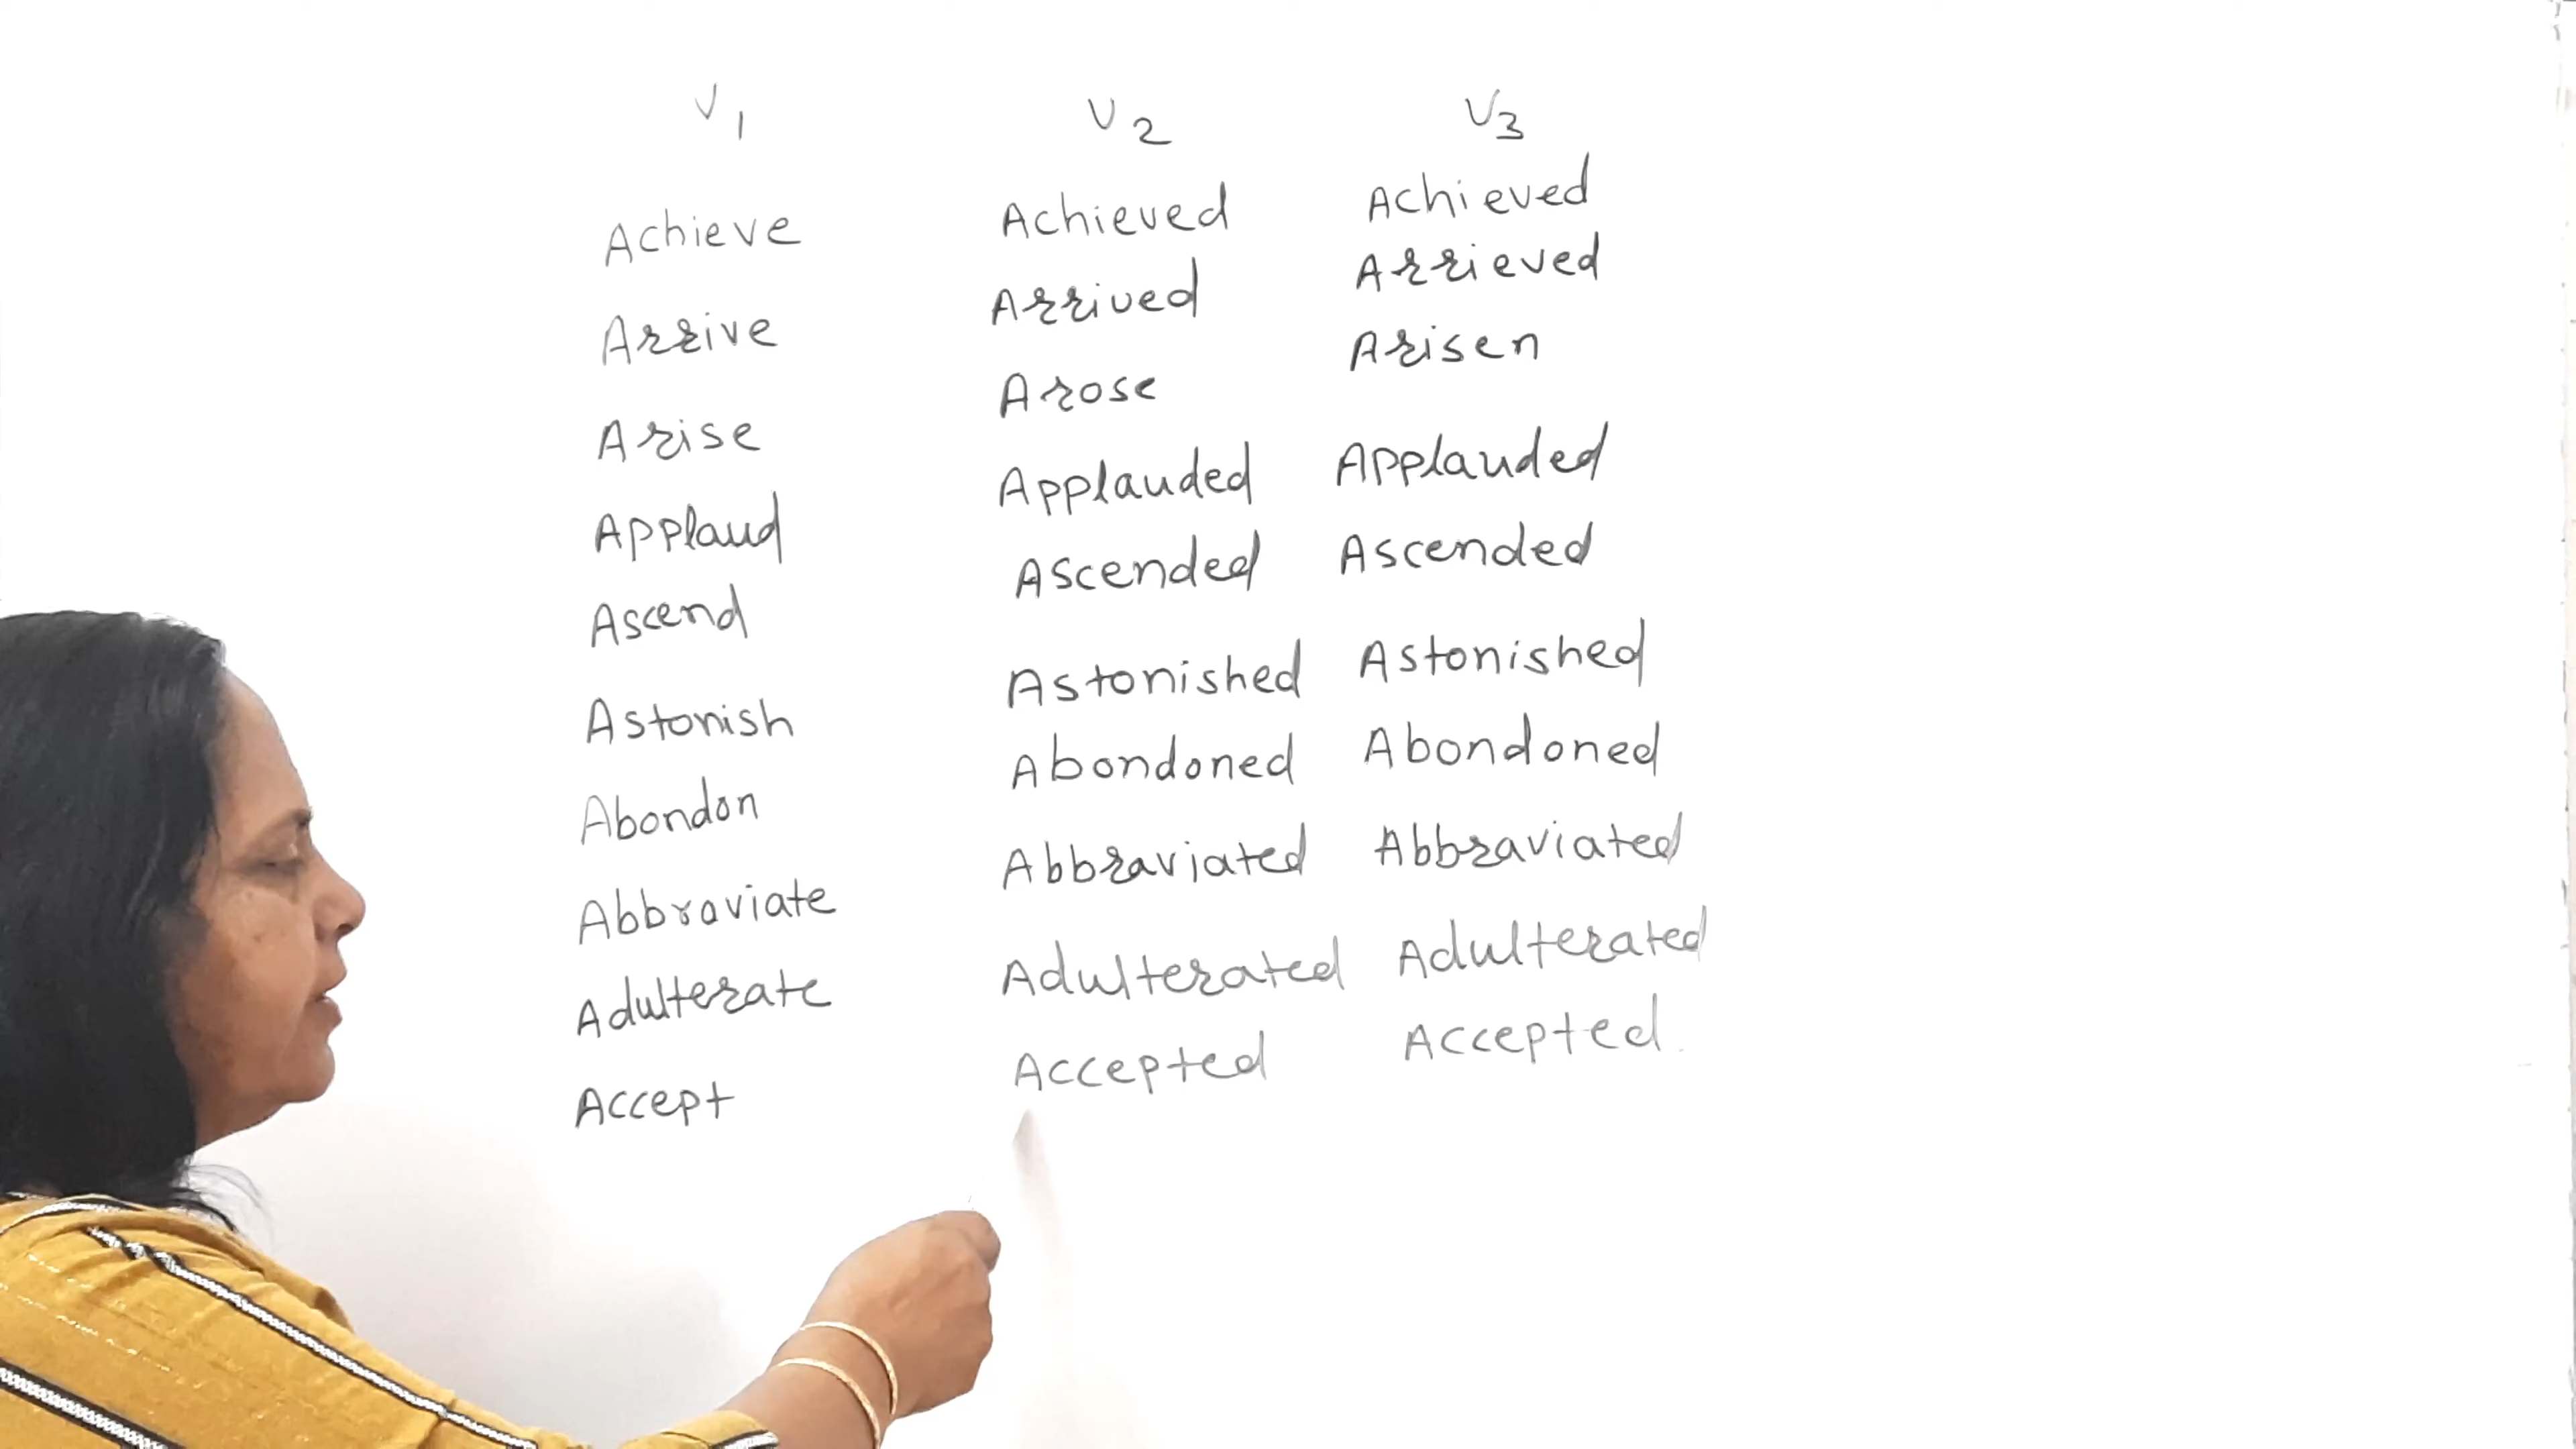 V1 V2 V3
Achieve Achieved Achieved
Arrive Arrived Arrieved
Arise Arose Arisen
Applaud Applauded Applauded
Ascend Ascended Ascended
Astonish Astonished Astonished
Abondon Abondoned Abondoned
Abbraviate Abbraviated Abbraviated
Adulterate Adulterated Adulterated
Accept Accepted Accepted.